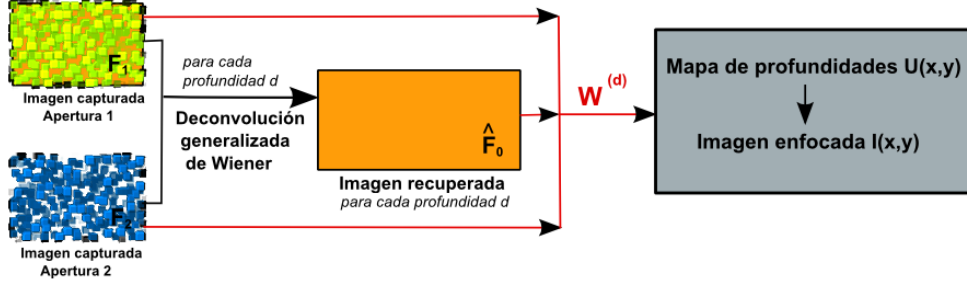 F1
Imagen capturada
Apertura 1
para cada
profundidad d
Deconvolución
generalizada
de Wiener
F2
Imagen capturada
Apertura 2
F̂0
Imagen recuperada
para cada profundidad d
W (d)
Mapa de profundidades U(x,y)
Imagen enfocada I(x,y)